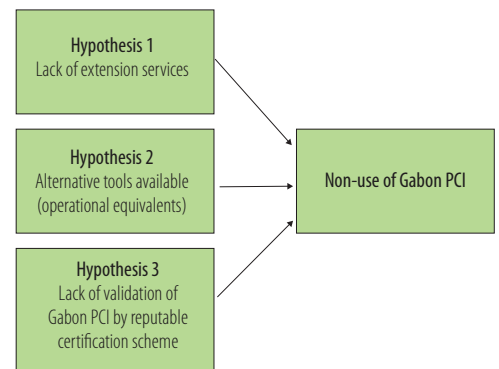 Hypothesis 1
Lack of extension services
Hypothesis 2
Alternative tools available
(operational equivalents)
Non-use of Gabon PCI
Hypothesis 3
Lack of validation of
Gabon PCI by reputable
certification scheme